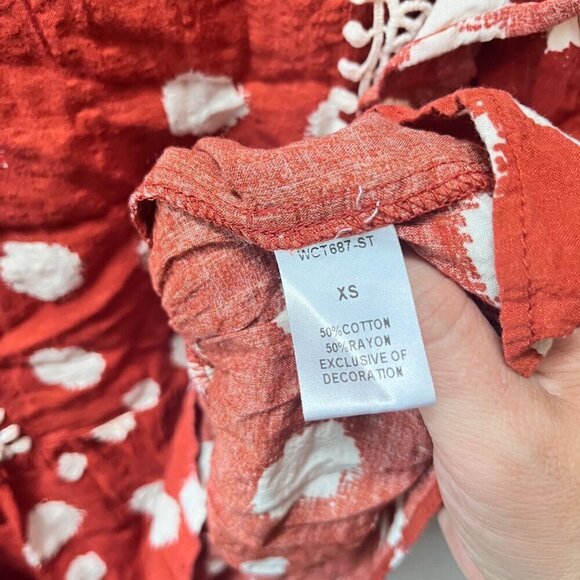 WCT687-ST
XS
50%COTTON
50%RAYON
EXCLUSIVE OF
DECORATION